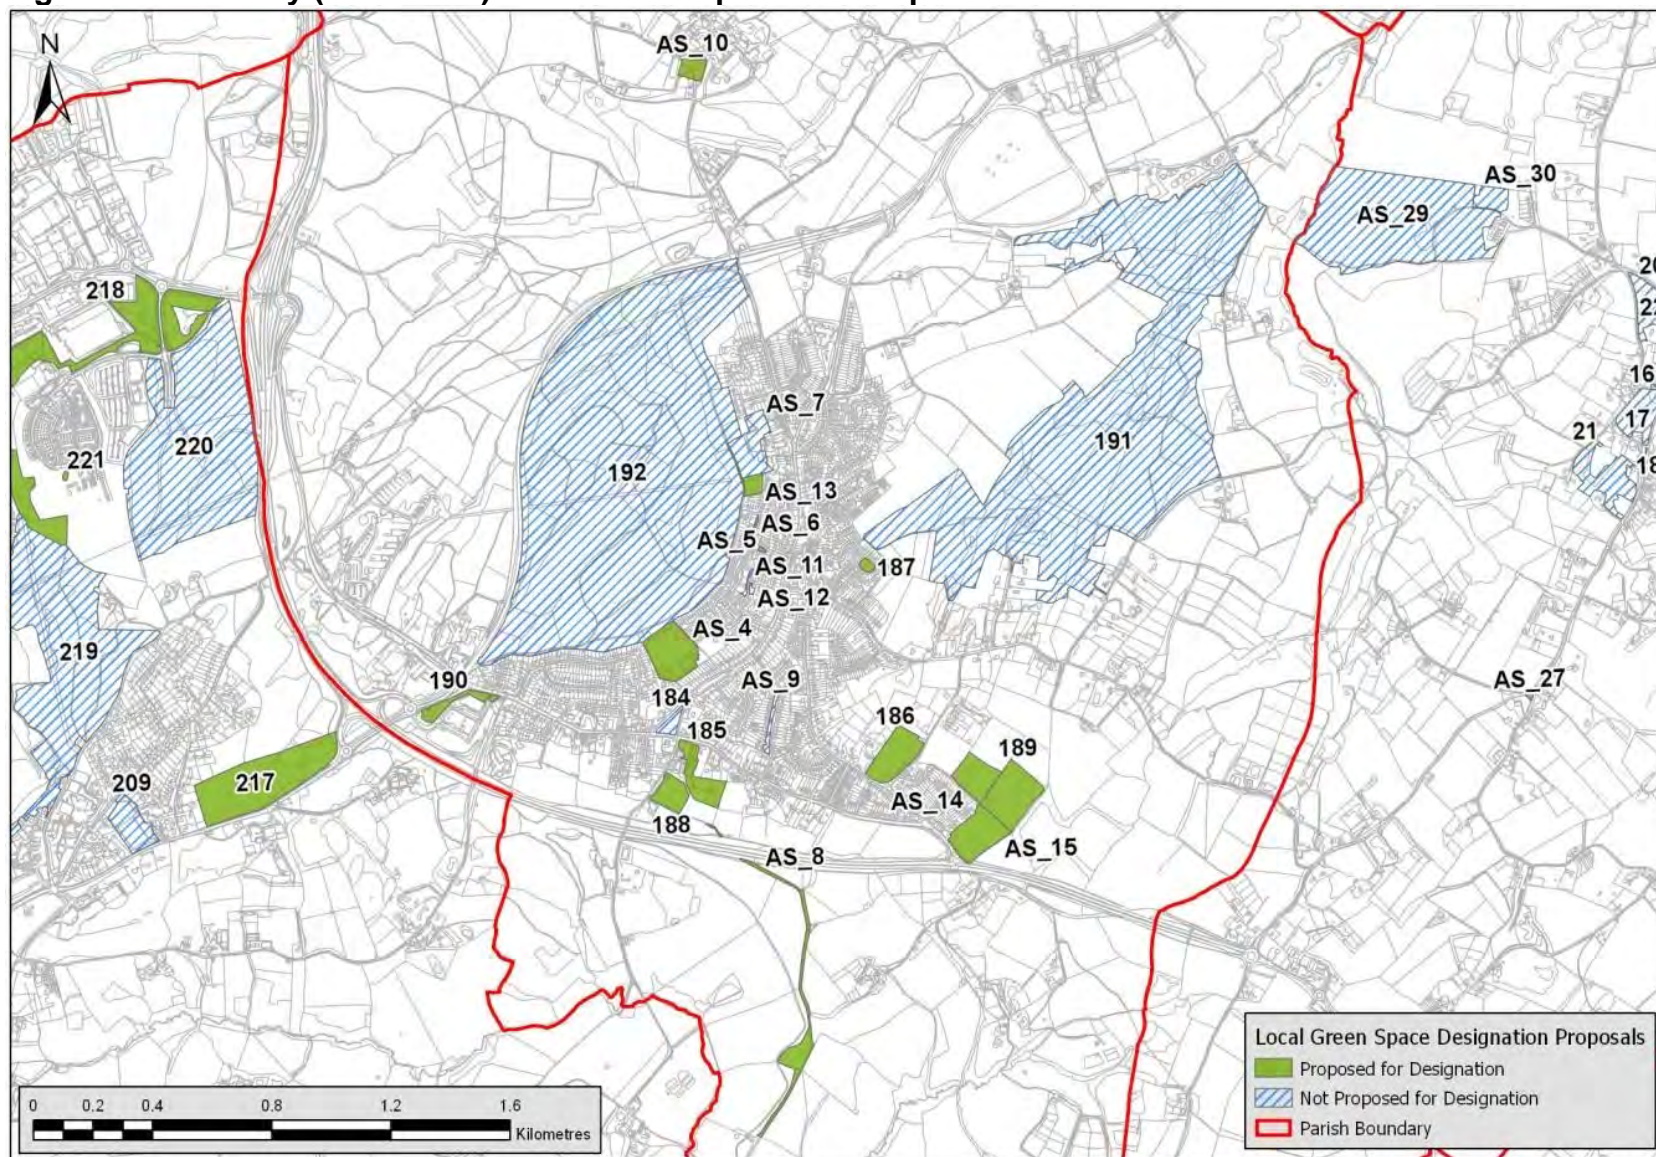 N
AS_10
AS_30
AS_29
218
20
22
16
AS_7
17
21
191
18
220
221
192
AS_13
AS_6
AS_5
AS_11
187
AS_12
AS_4
219
190
AS_9
AS_27
184
185
186
189
217
209
AS_14
188
AS_15
AS_8
Local Green Space Designation Proposals
Proposed for Designation
Not Proposed for Designation
Parish Boundary
0 0.2 0.4 0.8 1.2 1.6
Kilometres